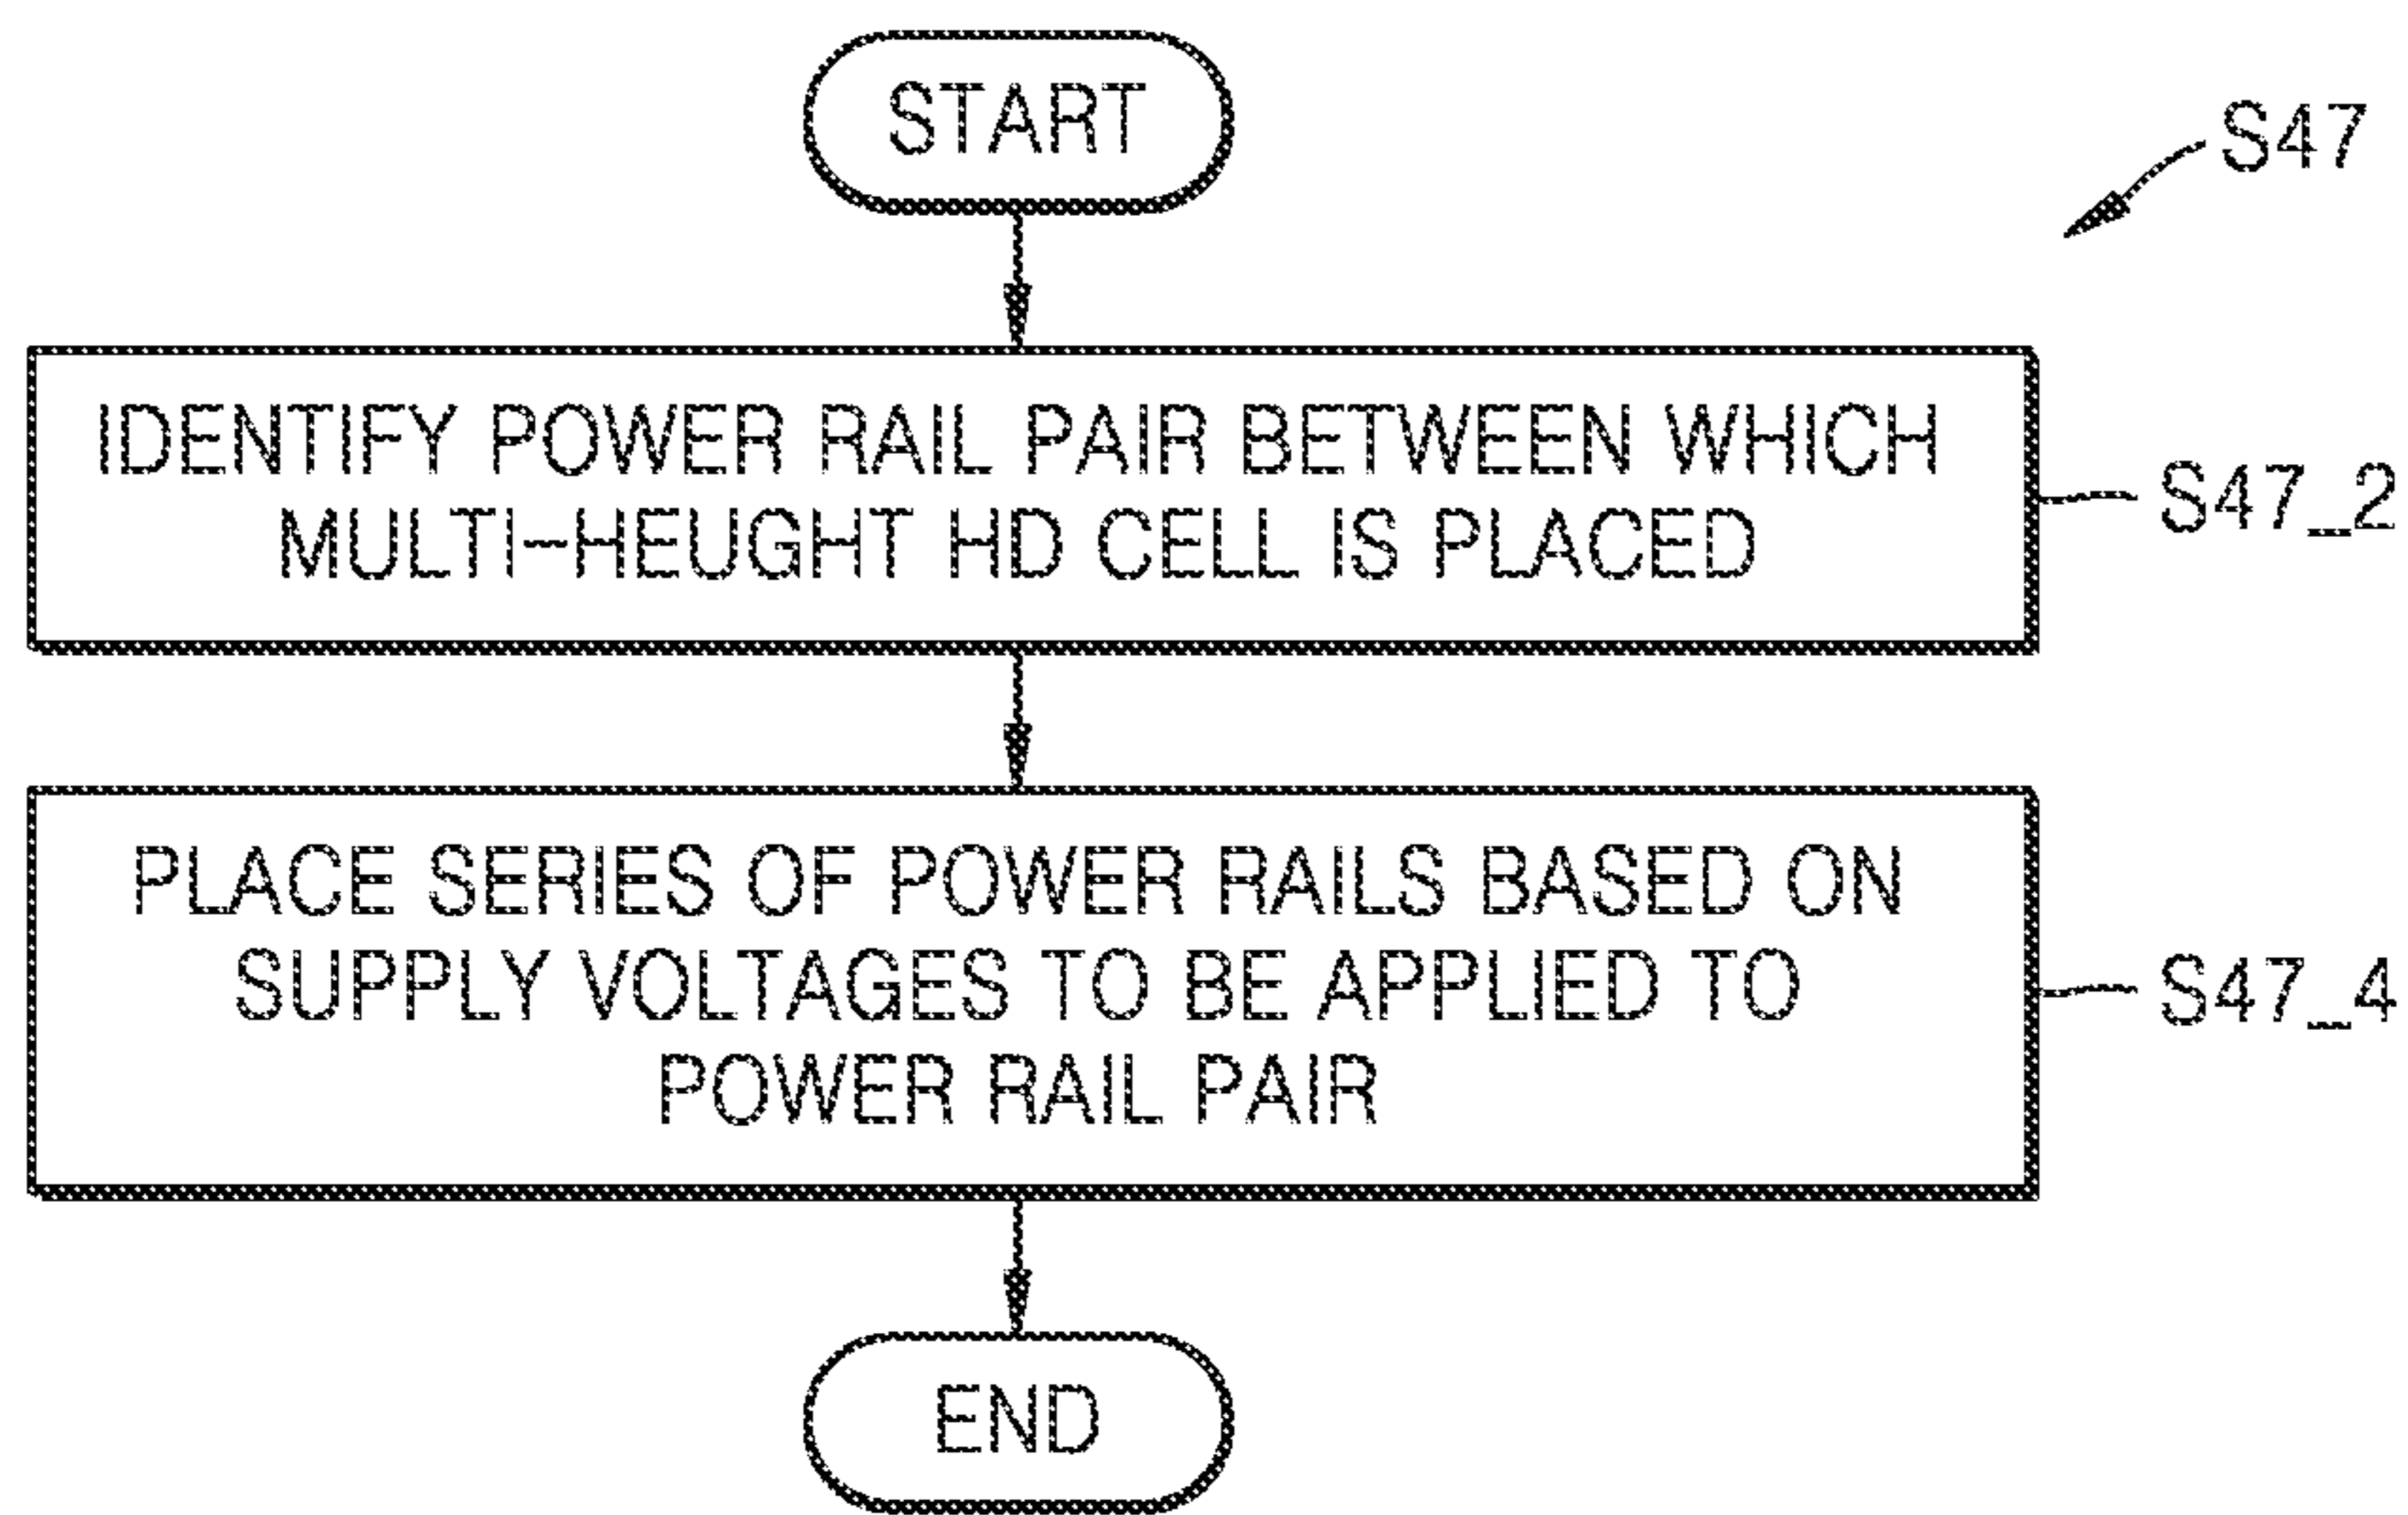 START
S47
IDENTIFY POWER RAIL PAIR BETWEEN WHICH
MULTI-HEUGHT HD CELL IS PLACED
S47_2
PLACE SERIES OF POWER RAILS BASED ON
SUPPLY VOLTAGES TO BE APPLIED TO
POWER RAIL PAIR
S47_4
END